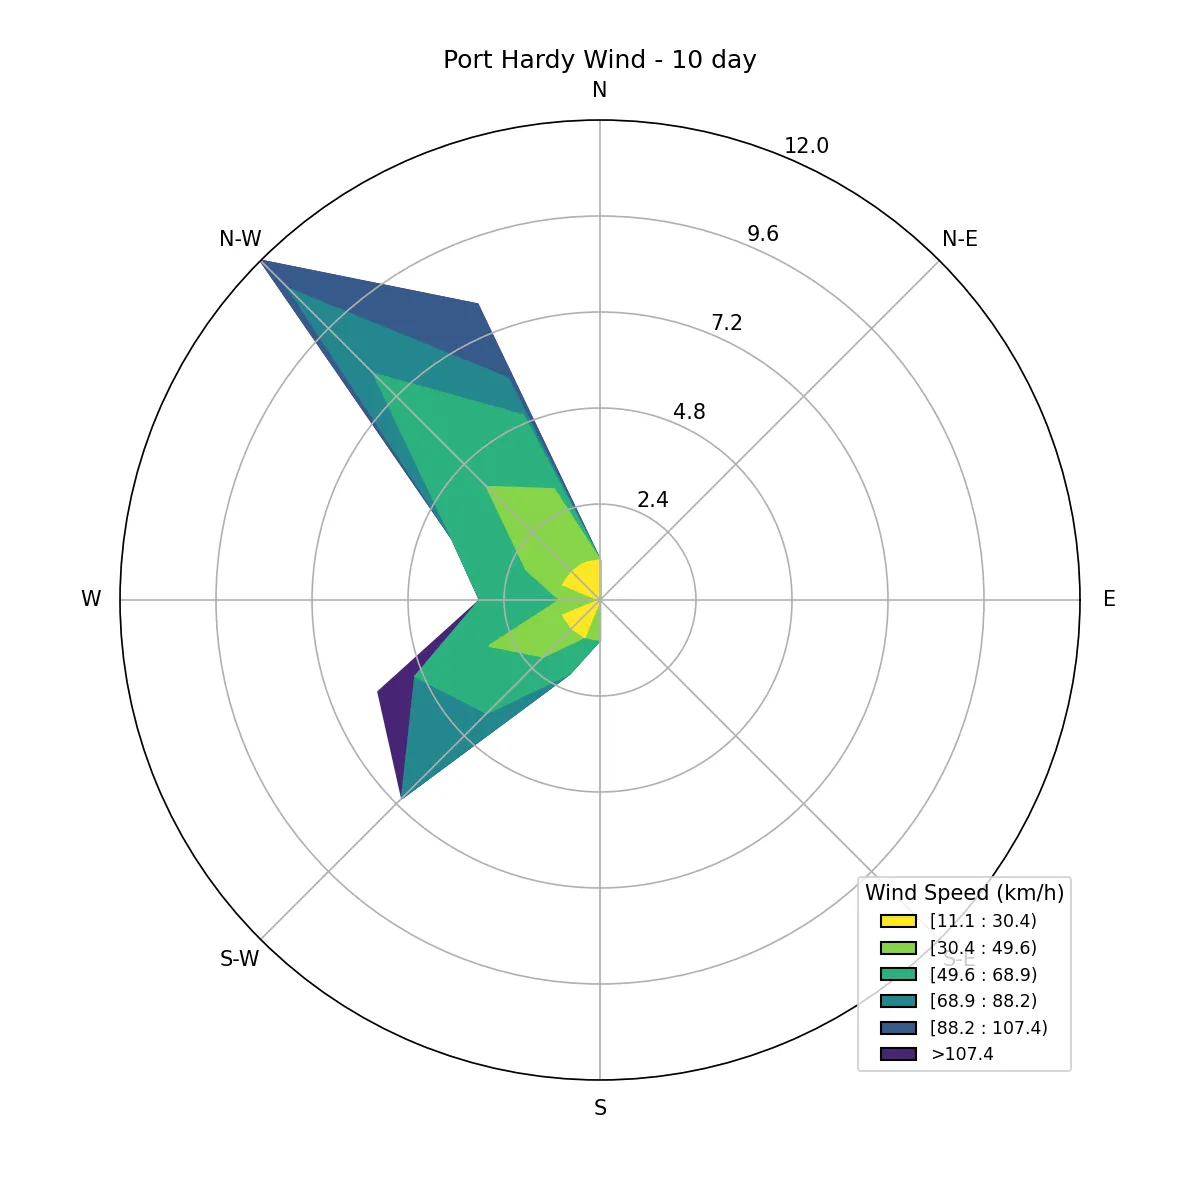 Port Hardy Wind - 10 day
N
12.0
9.6
N-W
N-E
7.2
4.8
2.4
W
E
Wind Speed (km/h)
[11.1 : 30.4)
[30.4 : 49.6)
S-W
S-E
[49.6 : 68.9)
[68.9 : 88.2)
[88.2 : 107.4)
>107.4
S